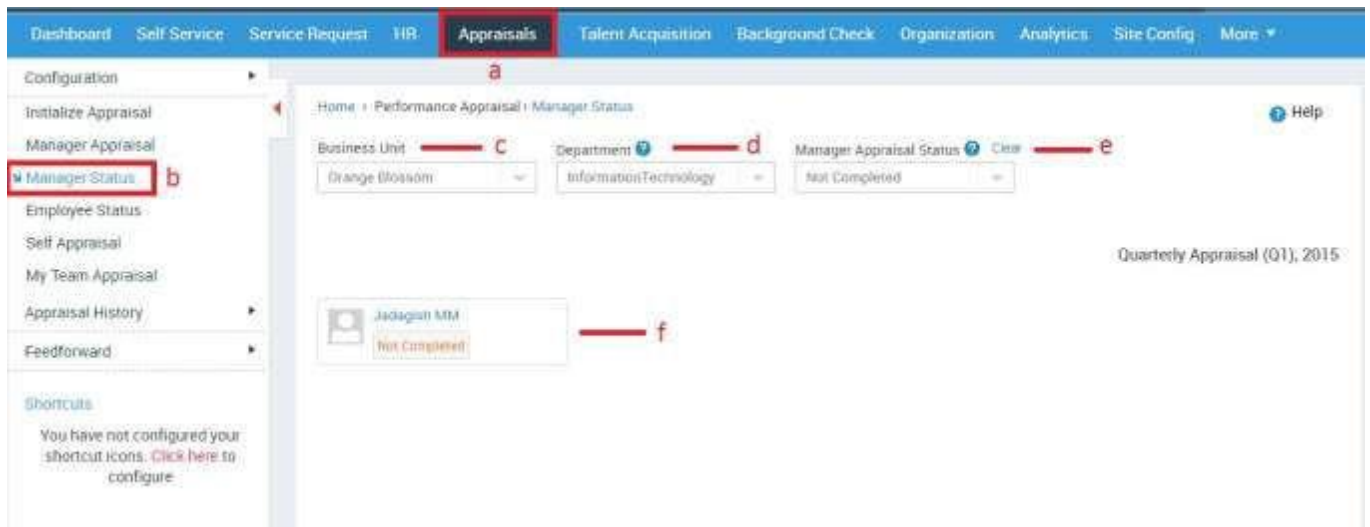 Dashboard Self Service Service Request HR Appraisals Talent Acquisition Background Check Organization Analytics Site Config More
a
Configuration
Initialize Appraisal
Manager Appraisal
Manager Status b
Employee Status
Self Appraisal
My Team Appraisal
Appraisal History
Feedforward
Shortcuts
You have not configured your
shortcut icons. Click here to
configure
Home › Performance Appraisal › Manager Status
Help
Business Unit c Department d Manager Appraisal Status Clear e
Orange Blossom InformationTechnology Not Completed
Quarterly Appraisal (Q1), 2015
MM
Not Completed
f